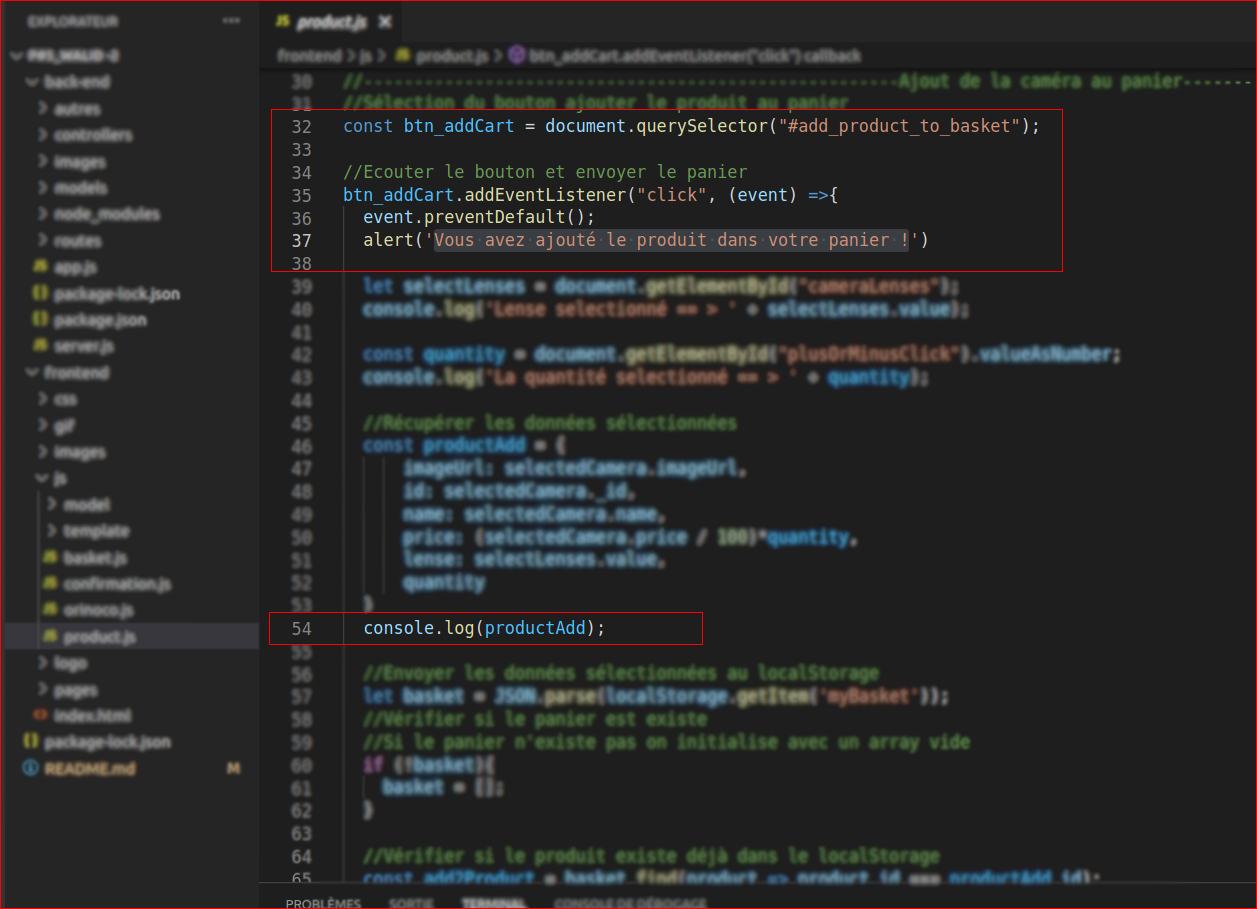 EXPLORATEUR
back-end
autres
controllers
images
models
node_modules
routes
app.js
package-lock.json
package.json
server.js
frontend
css
gif
images
js
model
template
basket.js
confirmation.js
orinoco.js
product.js
logo
pages
index.html
package-lock.json
README.md M
JS product.js
frontend > js > JS product.js > btn_addCart.addEventListener("click") callback
30 //-----------------------------------------------------Ajout de la caméra au panier-------
31 //Sélection du bouton ajouter le produit au panier
32 const btn_addCart = document.querySelector("#add_product_to_basket");
33
34 //Ecouter le bouton et envoyer le panier
35 btn_addCart.addEventListener("click", (event) =>{
36 event.preventDefault();
37 alert('Vous avez ajouté le produit dans votre panier !')
38
39 let selectLenses = document.getElementById("cameraLenses");
40 console.log('Lense selectionné == > ' + selectLenses.value);
41
42 const quantity = document.getElementById("plusOrMinusClick").valueAsNumber;
43 console.log('La quantité selectionné == > ' + quantity);
44
45 //Récupérer les données sélectionnées
46 const productAdd = {
47 imageUrl: selectedCamera.imageUrl,
48 id: selectedCamera._id,
49 name: selectedCamera.name,
50 price: (selectedCamera.price / 100)*quantity,
51 lense: selectLenses.value,
52 quantity
53 }
54 console.log(productAdd);
55
56 //Envoyer les données sélectionnées au localStorage
57 let basket = JSON.parse(localStorage.getItem('myBasket'));
58 //Vérifier si le panier est existe
59 //Si le panier n'existe pas on initialise avec un array vide
60 if (!basket){
61 basket = [];
62 }
63
64 //Vérifier si le produit existe déjà dans le localStorage
65 const add2Product = basket.find(product => product.id === productAdd.id);
PROBLÈMES SORTIE TERMINAL CONSOLE DE DÉBOGAGE